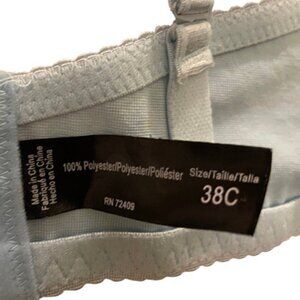 Made in China
Fabriqué en Chine
Hecho en China
100% Polyester/Polyester/Poliéster
RN 72409
Size/Taille/Talla
38C